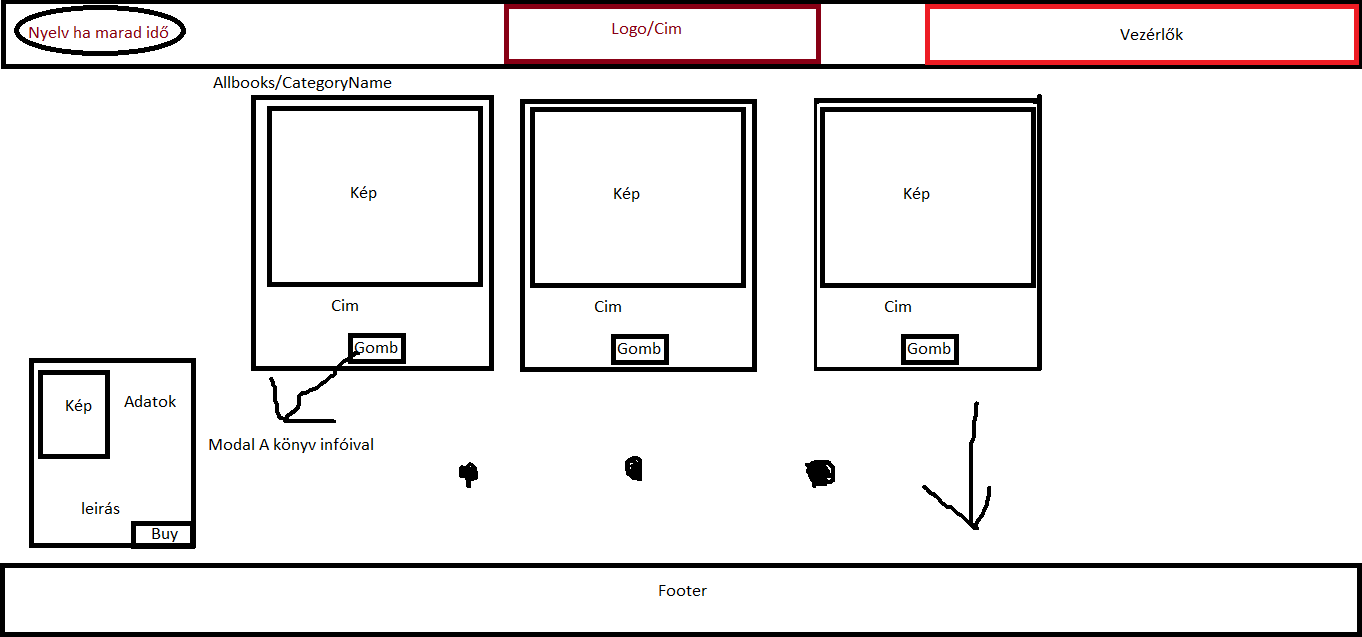 Nyelv ha marad idő
Logo/Cim
Vezérlők
Allbooks/CategoryName
Kép
Kép
Kép
Cim
Cim
Cim
Gomb
Gomb
Gomb
Kép
Adatok
Modal A könyv infóival
leirás
Buy
Footer